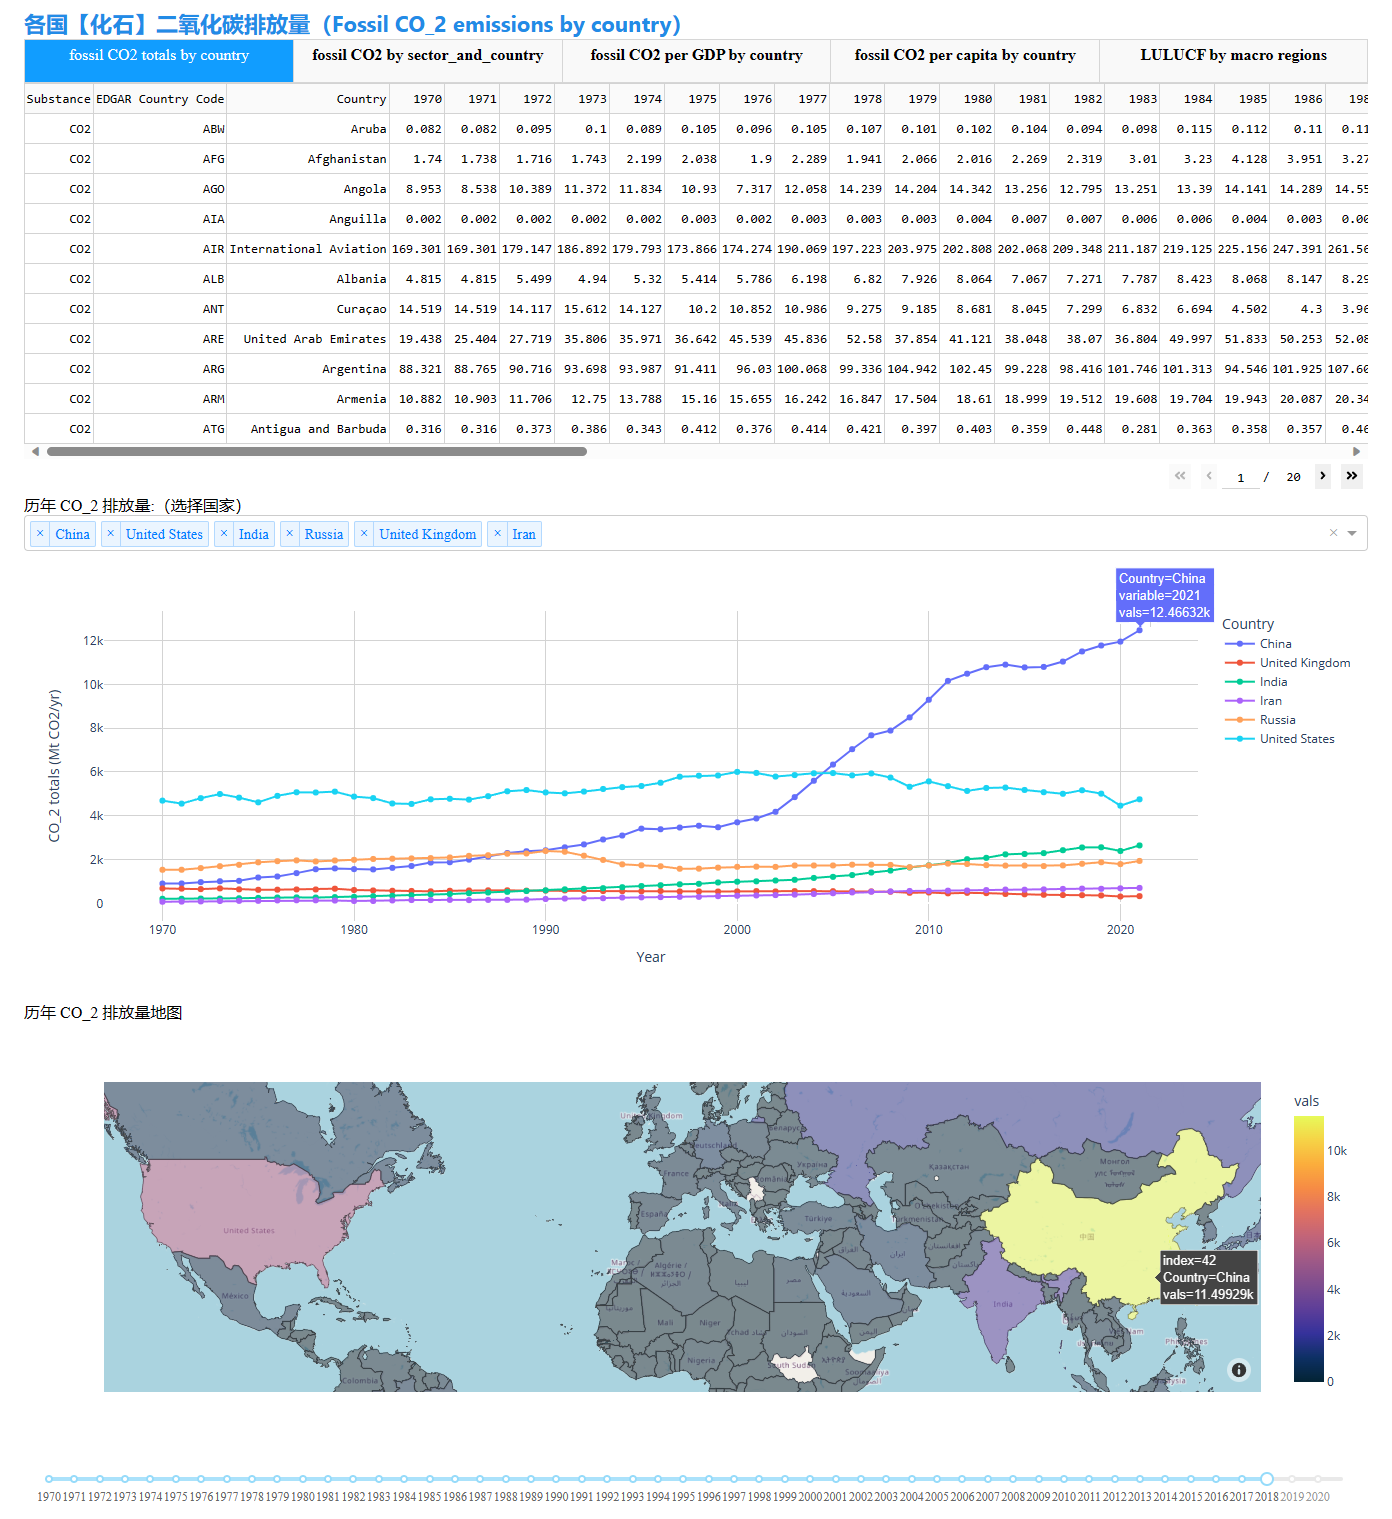 各国【化石】二氧化碳排放量（Fossil CO_2 emissions by country）
fossil CO2 totals by country fossil CO2 by sector_and_country fossil CO2 per GDP by country fossil CO2 per capita by country LULUCF by macro regions
Substance EDGAR Country Code Country 1970 1971 1972 1973 1974 1975 1976 1977 1978 1979 1980 1981 1982 1983 1984 1985 1986 198
CO2 ABW Aruba 0.082 0.082 0.095 0.1 0.089 0.105 0.096 0.105 0.107 0.101 0.102 0.104 0.094 0.098 0.115 0.112 0.11 0.11
CO2 AFG Afghanistan 1.74 1.738 1.716 1.743 2.199 2.038 1.9 2.289 1.941 2.066 2.016 2.269 2.319 3.01 3.23 4.128 3.951 3.27
CO2 AGO Angola 8.953 8.538 10.389 11.372 11.834 10.93 7.317 12.058 14.239 14.204 14.342 13.256 12.795 13.251 13.39 14.141 14.289 14.55
CO2 AIA Anguilla 0.002 0.002 0.002 0.002 0.002 0.003 0.002 0.003 0.003 0.003 0.004 0.007 0.007 0.006 0.006 0.004 0.003 0.00
CO2 AIR International Aviation 169.301 169.301 179.147 186.892 179.793 173.866 174.274 190.069 197.223 203.975 202.808 202.068 209.348 211.187 219.125 225.156 247.391 261.56
CO2 ALB Albania 4.815 4.815 5.499 4.94 5.32 5.414 5.786 6.198 6.82 7.926 8.064 7.067 7.271 7.787 8.423 8.068 8.147 8.29
CO2 ANT Curaçao 14.519 14.519 14.117 15.612 14.127 10.2 10.852 10.986 9.275 9.185 8.681 8.045 7.299 6.832 6.694 4.502 4.3 3.96
CO2 ARE United Arab Emirates 19.438 25.404 27.719 35.806 35.971 36.642 45.539 45.836 52.58 37.854 41.121 38.048 38.07 36.804 49.997 51.833 50.253 52.08
CO2 ARG Argentina 88.321 88.765 90.716 93.698 93.987 91.411 96.03 100.068 99.336 104.942 102.45 99.228 98.416 101.746 101.313 94.546 101.925 107.60
CO2 ARM Armenia 10.882 10.903 11.706 12.75 13.788 15.16 15.655 16.242 16.847 17.504 18.61 18.999 19.512 19.608 19.704 19.943 20.087 20.34
CO2 ATG Antigua and Barbuda 0.316 0.316 0.373 0.386 0.343 0.412 0.376 0.414 0.421 0.397 0.403 0.359 0.448 0.281 0.363 0.358 0.357 0.46
1 / 20
历年 CO_2 排放量:（选择国家）
× China × United States × India × Russia × United Kingdom × Iran
Country=China
variable=2021
vals=12.46632k
Country
China
United Kingdom
India
Iran
Russia
United States
CO_2 totals (Mt CO2/yr)
12k
10k
8k
6k
4k
2k
0
1970 1980 1990 2000 2010 2020
Year
历年 CO_2 排放量地图
United States
México
Colombia
Deutschland
France
España
Україна
Türkiye
Қазақстан
Монгол
中国
India
Mali
Niger
Nigeria
South Sudan
index=42
Country=China
vals=11.49929k
vals
10k
8k
6k
4k
2k
0
1970 1971 1972 1973 1974 1975 1976 1977 1978 1979 1980 1981 1982 1983 1984 1985 1986 1987 1988 1989 1990 1991 1992 1993 1994 1995 1996 1997 1998 1999 2000 2001 2002 2003 2004 2005 2006 2007 2008 2009 2010 2011 2012 2013 2014 2015 2016 2017 2018 2019 2020